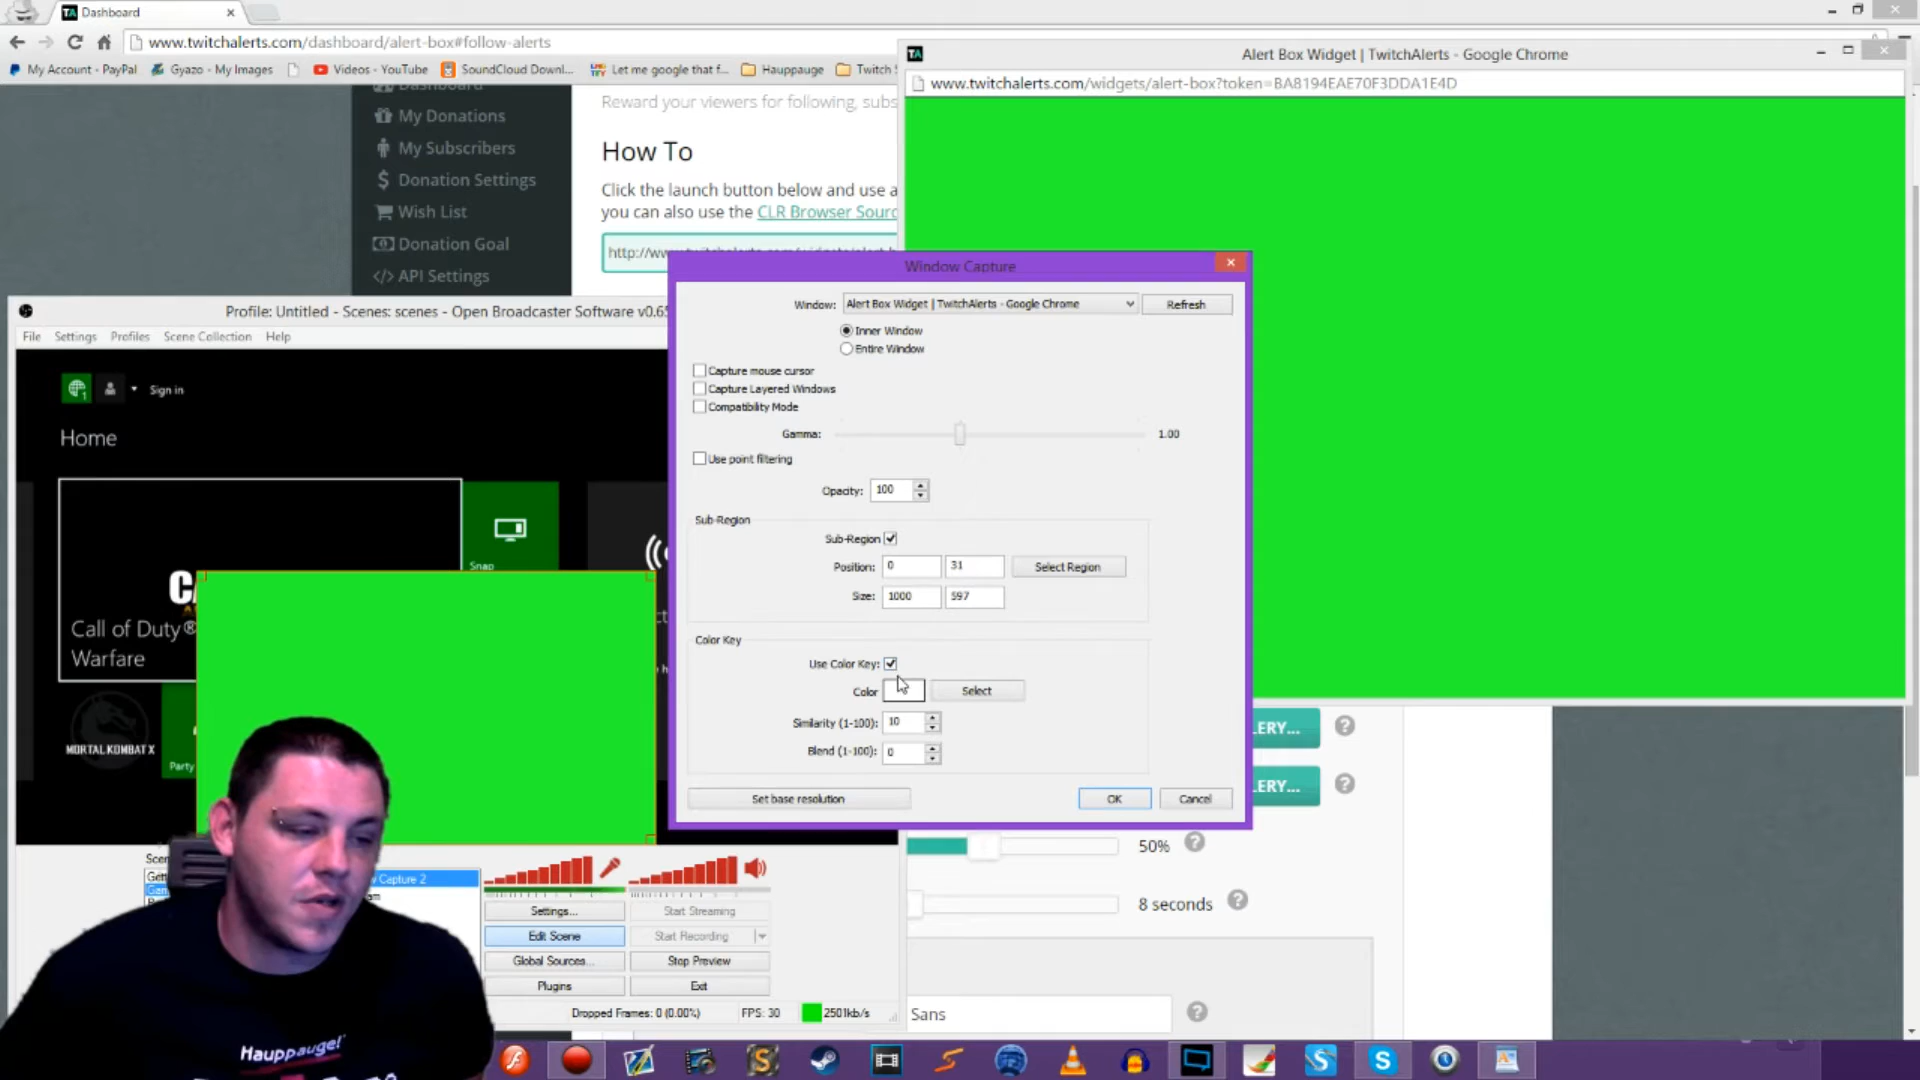 Dashboard
www.twitchalerts.com/dashboard/alert-box#follow-alerts
My Account - PayPal
Gyazo - My Images
Videos - YouTube
SoundCloud Downl...
Let me google that f...
Hauppauge
Twitch
Alert Box Widget | TwitchAlerts - Google Chrome
www.twitchalerts.com/widgets/alert-box?token=BA8194EAE70F3DDA1E4D
Dashboard
My Donations
My Subscribers
Donation Settings
Wish List
Donation Goal
API Settings
Reward your viewers for following, subs
How To
Click the launch button below and use a
you can also use the CLR Browser Sourc
Profile: Untitled - Scenes: scenes - Open Broadcaster Software v0.65
File Settings Profiles Scene Collection Help
Sign in
Home
Snap
Call of Duty®
Warfare
MORTAL KOMBAT X
Party
Window Capture
Window: Alert Box Widget | TwitchAlerts - Google Chrome Refresh
Inner Window
Entire Window
Capture mouse cursor
Capture Layered Windows
Compatibility Mode
Gamma: 1.00
Use point filtering
Opacity: 100
Sub-Region
Sub-Region
Position: 0 31 Select Region
Size: 1000 597
Color Key
Use Color Key:
Color Select
Similarity (1-100): 10
Blend (1-100): 0
Set base resolution OK Cancel
LERY...
LERY...
50%
8 seconds
Sans
Capture 2
Settings... Start Streaming
Edit Scene Start Recording
Global Sources... Stop Preview
Plugins Exit
Dropped Frames: 0 (0.00%) FPS: 30 2501kb/s
Hauppauge!